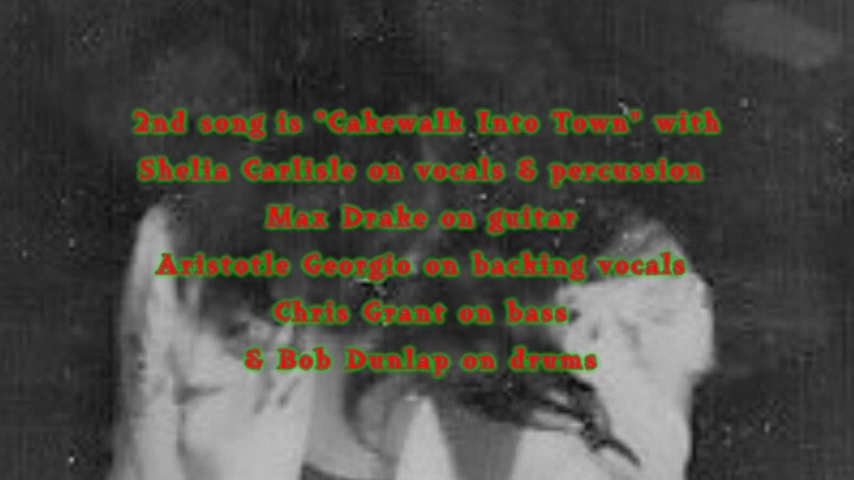 2nd song is "Cakewalk Into Town" with
Shelia Carlisle on vocals & percussion
Max Drake on guitar
Aristotle Georgio on backing vocals
Chris Grant on bass
& Bob Dunlap on drums